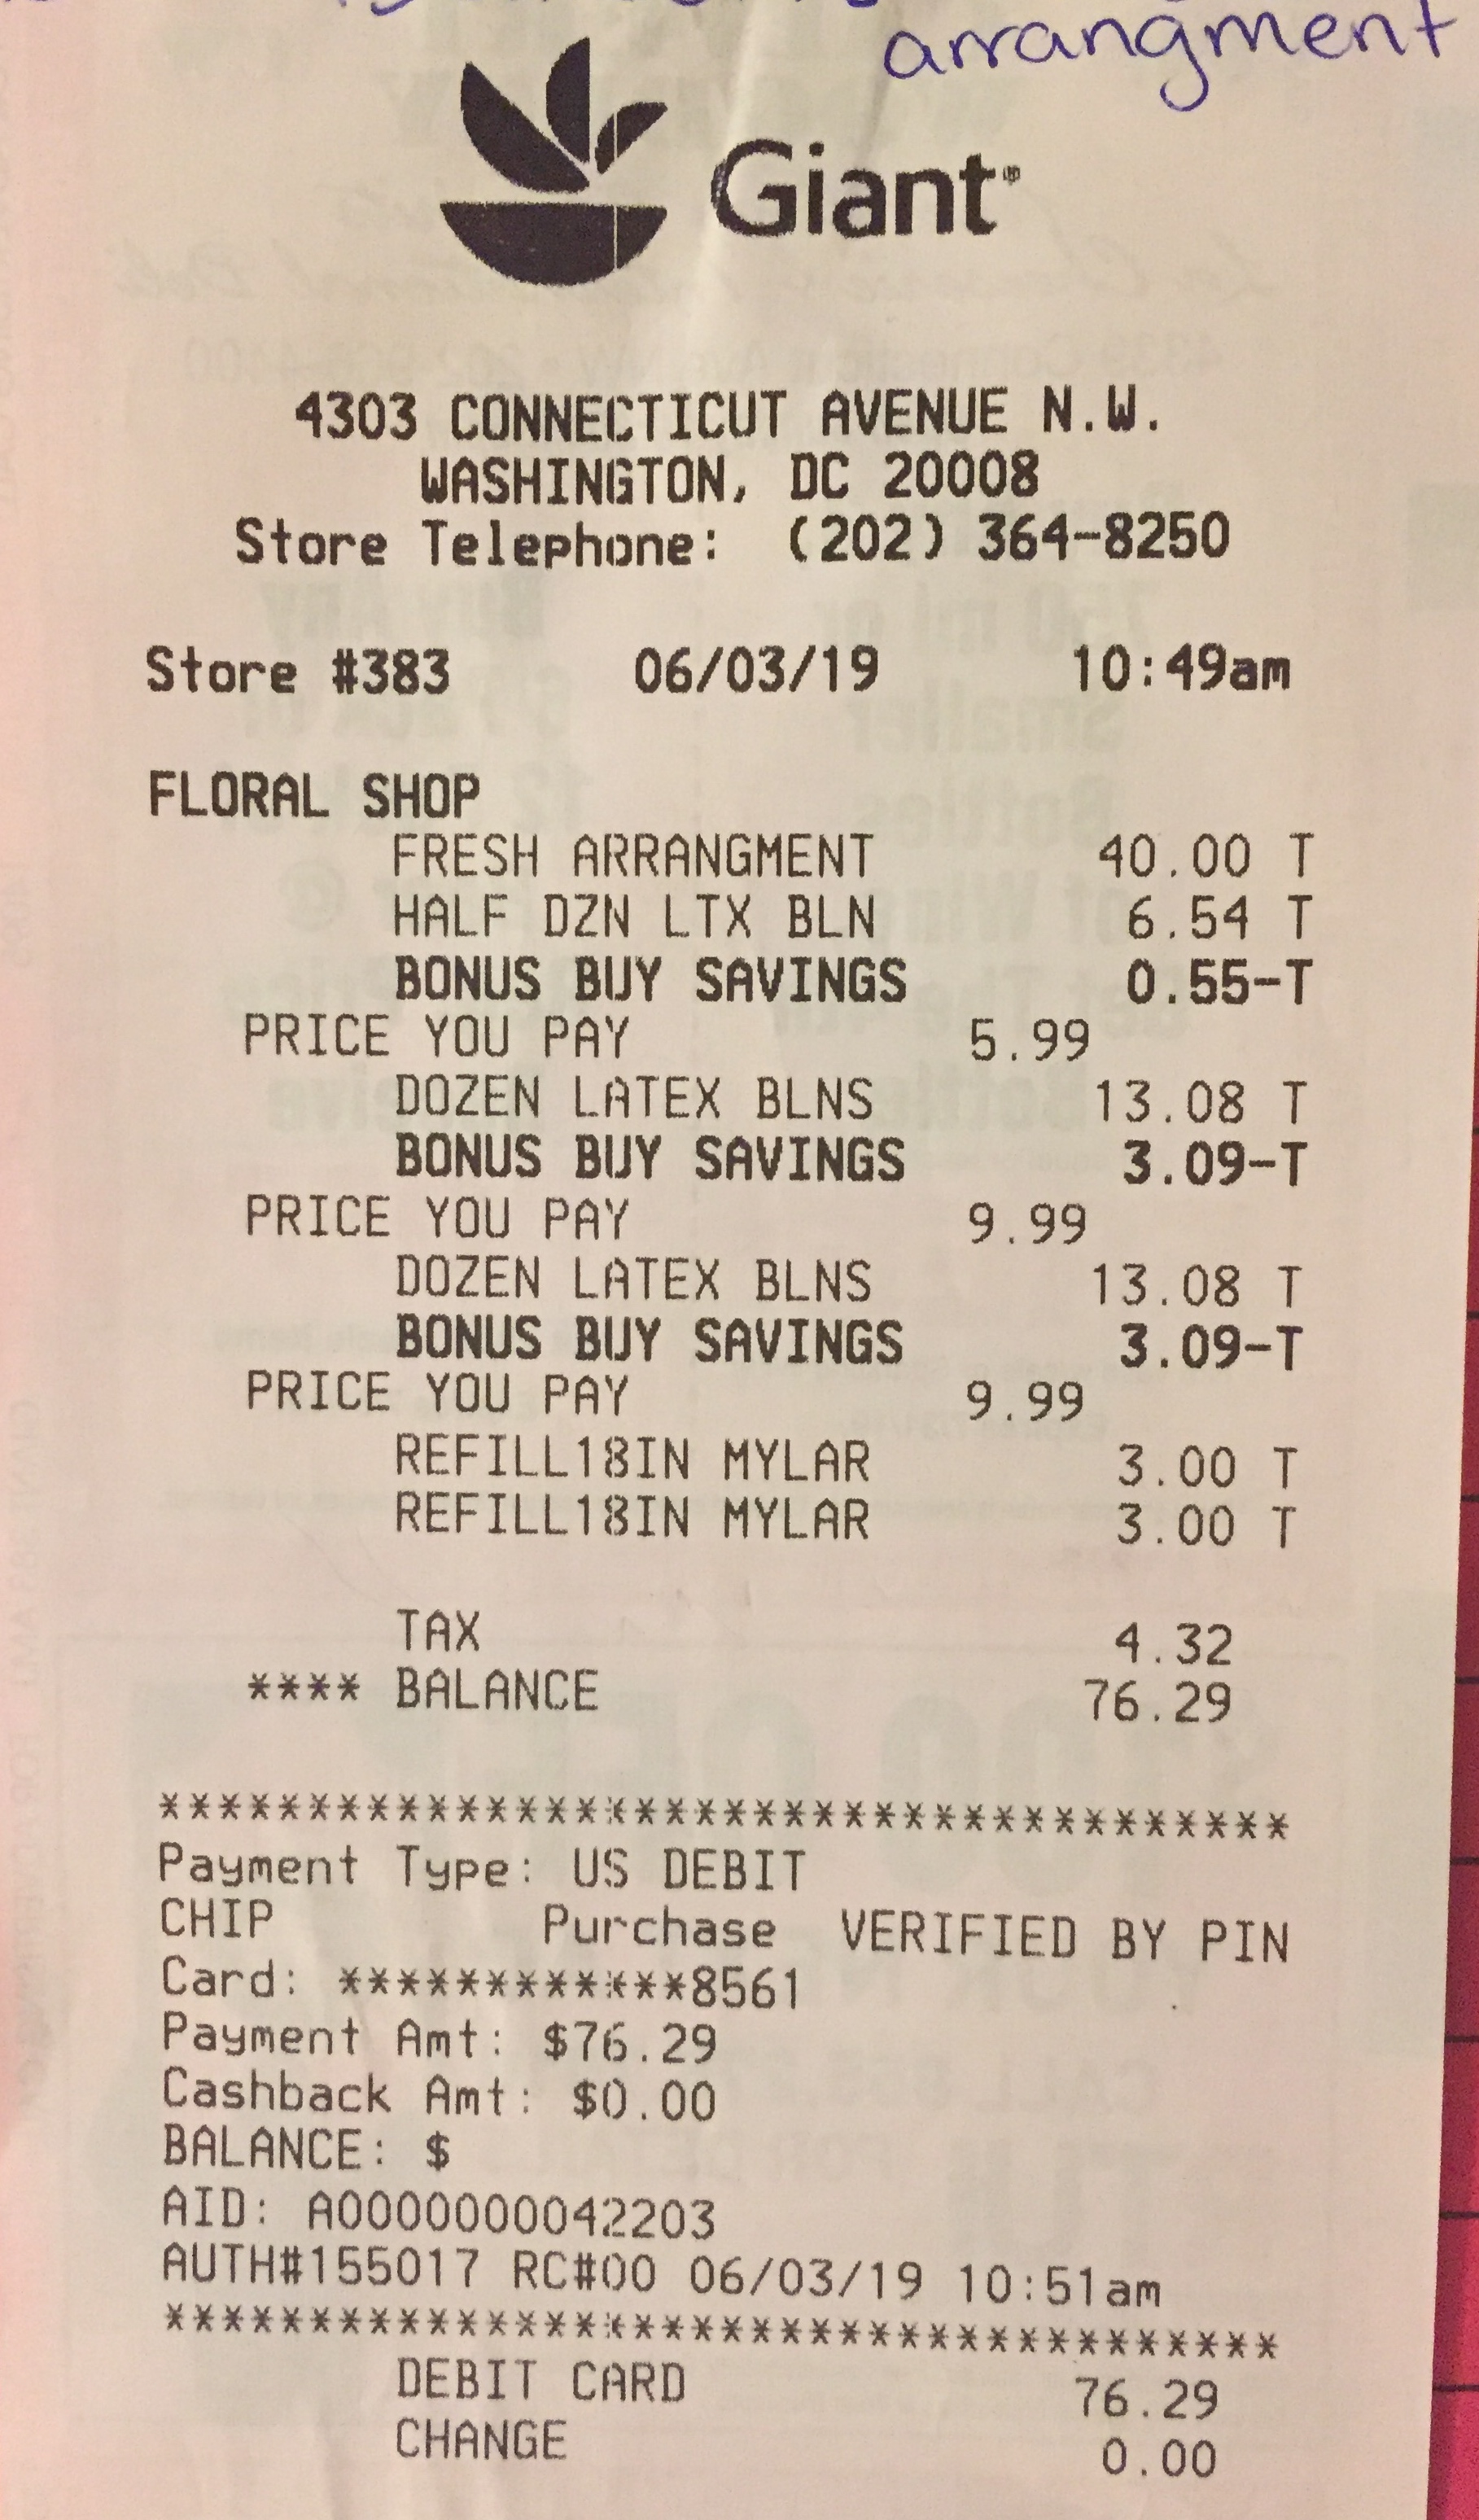 arrangment
Giant®
4303 CONNECTICUT AVENUE N.W.
WASHINGTON, DC 20008
Store Telephone: (202) 364-8250
Store #383 06/03/19 10:49am
FLORAL SHOP
FRESH ARRANGMENT 40.00 T
HALF DZN LTX BLN 6.54 T
BONUS BUY SAVINGS 0.55-T
PRICE YOU PAY 5.99
DOZEN LATEX BLNS 13.08 T
BONUS BUY SAVINGS 3.09-T
PRICE YOU PAY 9.99
DOZEN LATEX BLNS 13.08 T
BONUS BUY SAVINGS 3.09-T
PRICE YOU PAY 9.99
REFILL18IN MYLAR 3.00 T
REFILL18IN MYLAR 3.00 T
TAX 4.32
**** BALANCE 76.29
**************************************
Payment Type: US DEBIT
CHIP Purchase VERIFIED BY PIN
Card: ************8561
Payment Amt: $76.29
Cashback Amt: $0.00
BALANCE: $
AID: A0000000042203
AUTH#155017 RC#00 06/03/19 10:51am
**************************************
DEBIT CARD 76.29
CHANGE 0.00